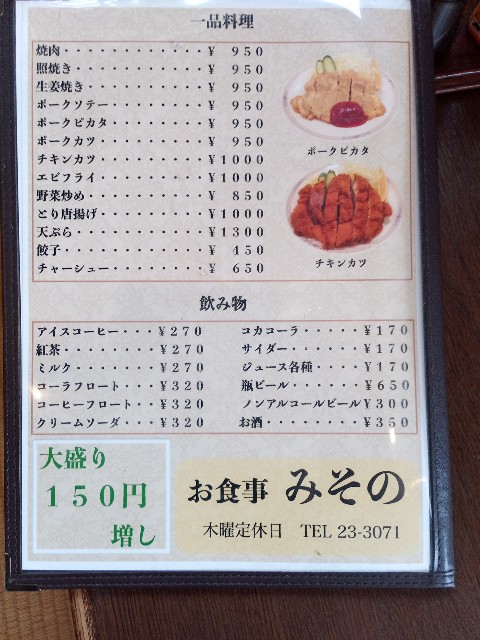 一品料理
焼肉・・・・・・・・・・・¥ 950
照焼き・・・・・・・・・・¥ 950
生姜焼き・・・・・・・・・¥ 950
ポークソテー・・・・・・・¥ 950
ポークピカタ・・・・・・・¥ 950
ポークカツ・・・・・・・・¥ 950
チキンカツ・・・・・・・・¥1000
エビフライ・・・・・・・・¥1000
野菜炒め・・・・・・・・・¥ 850
とり唐揚げ・・・・・・・・¥1000
天ぷら・・・・・・・・・・¥1300
餃子・・・・・・・・・・・¥ 450
チャーシュー・・・・・・・¥ 650
ポークピカタ
チキンカツ
飲み物
アイスコーヒー・・・¥270
紅茶・・・・・・・・¥270
ミルク・・・・・・・¥270
コーラフロート・・・¥320
コーヒーフロート・・¥320
クリームソーダ・・・¥320
コカコーラ・・・・・¥170
サイダー・・・・・・¥170
ジュース各種・・・・¥170
瓶ビール・・・・・・¥650
ノンアルコールビール¥300
お酒・・・・・・・・¥350
大盛り
150円
増し
お食事 みその
木曜定休日 TEL 23-3071